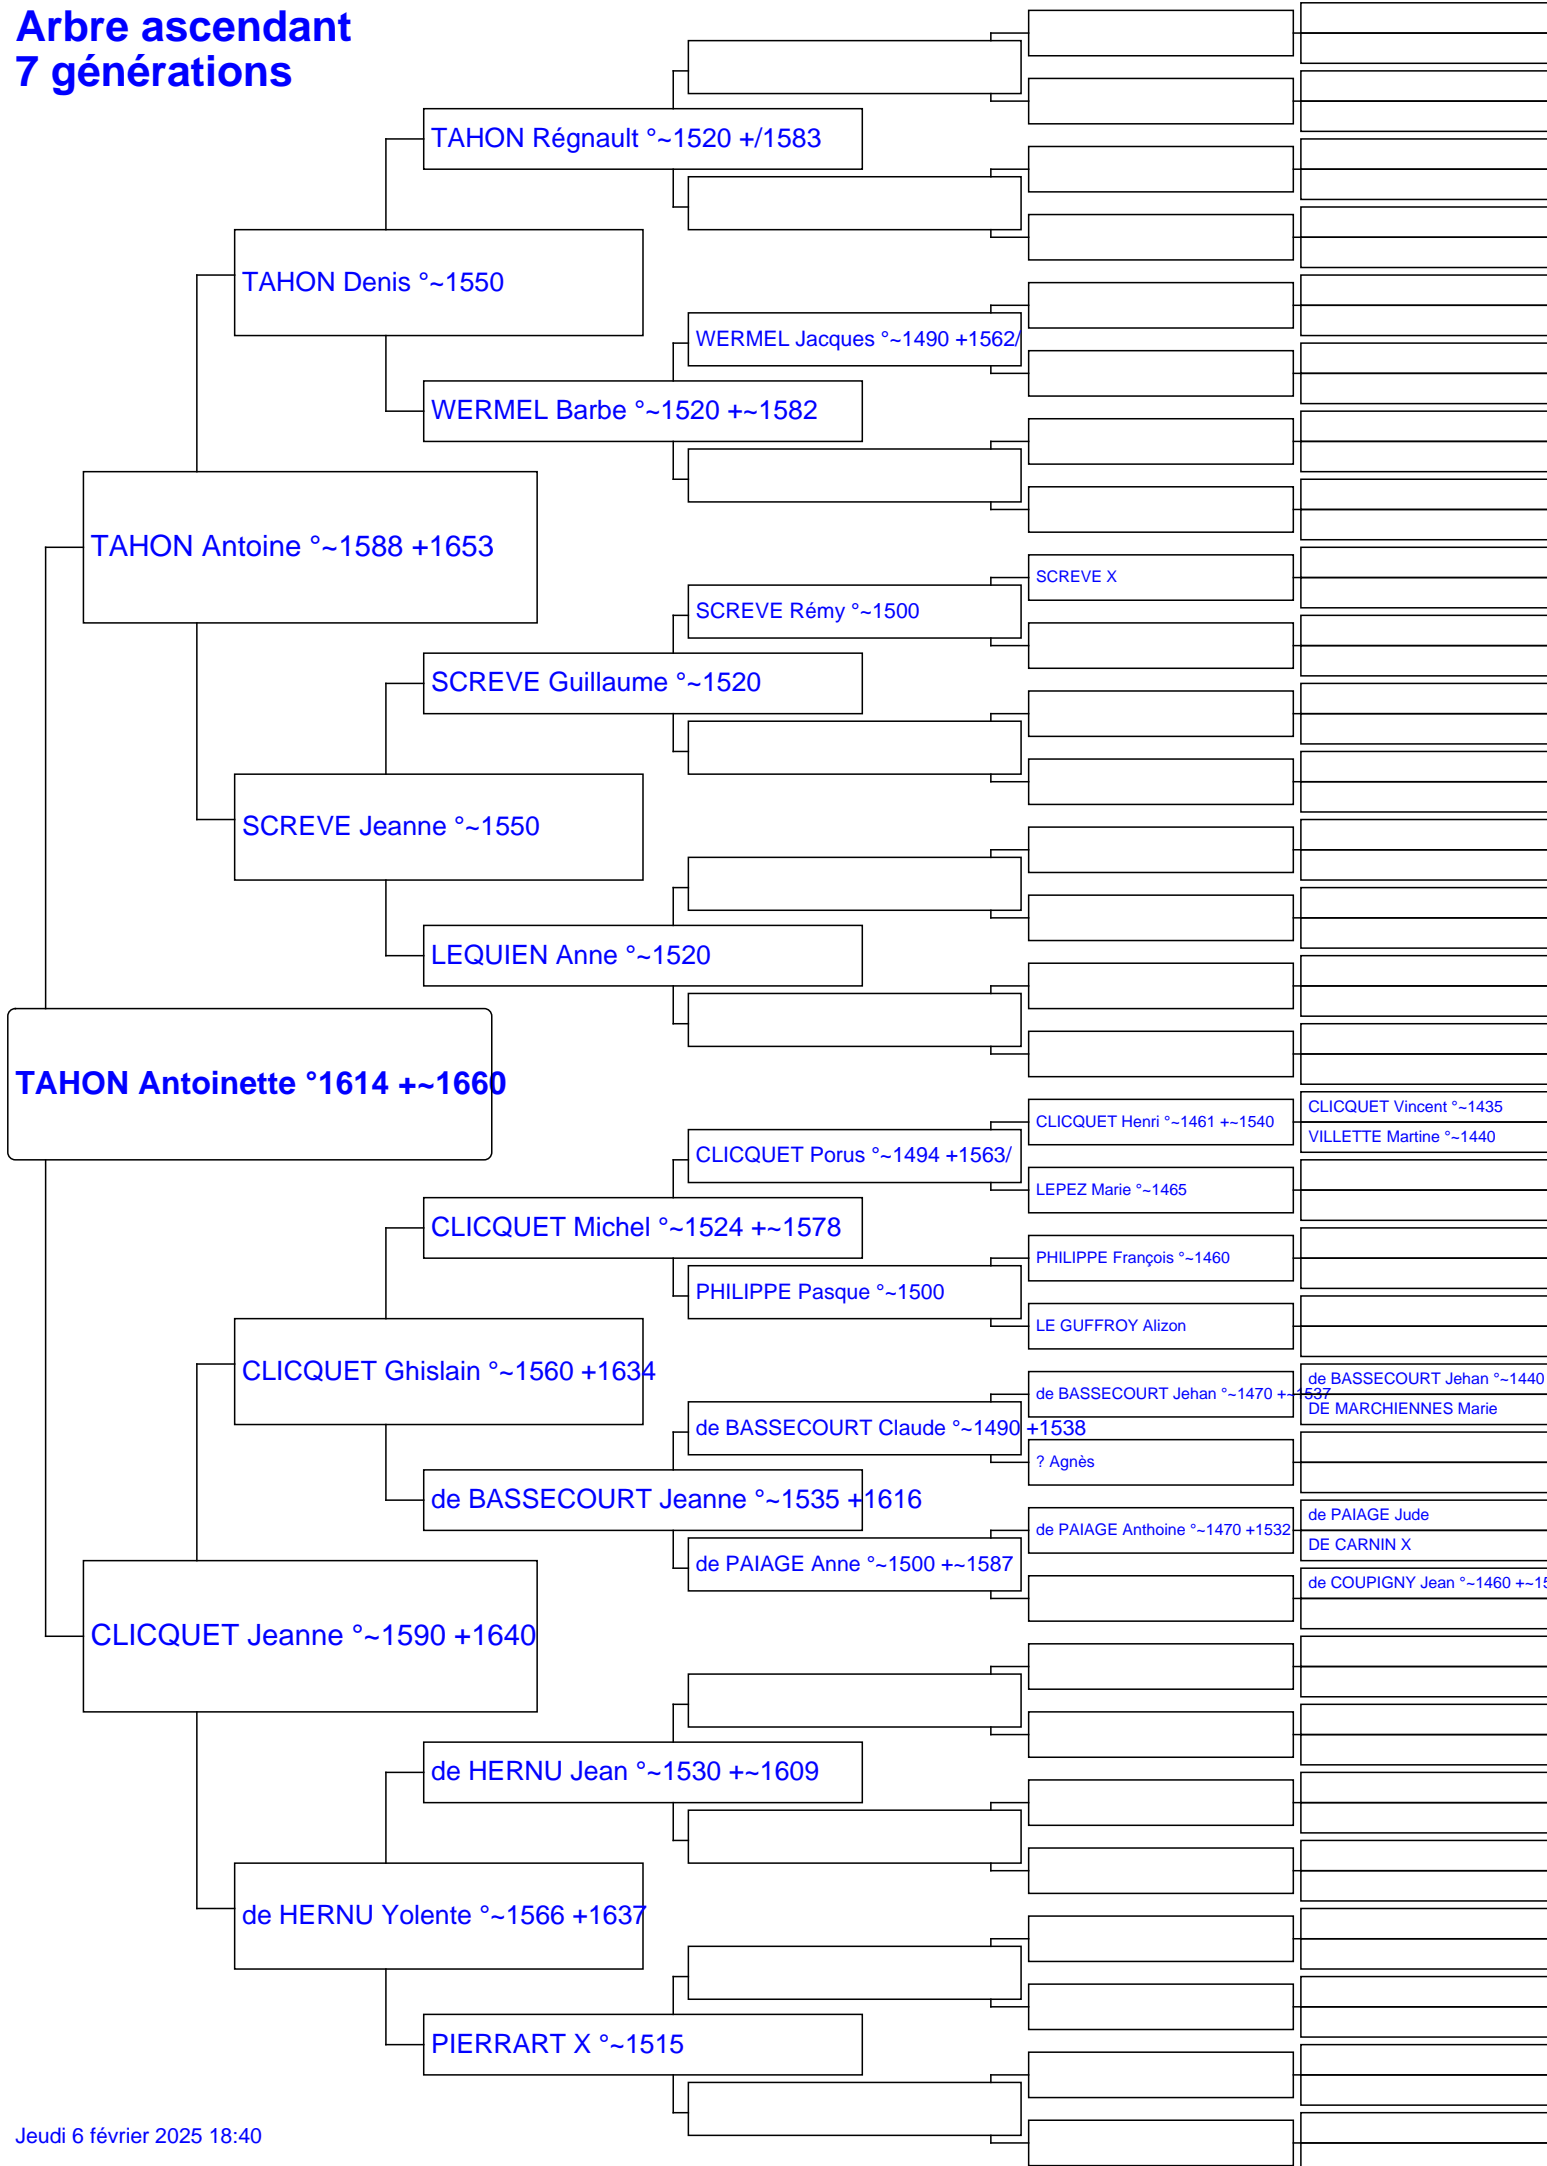 Arbre ascendant
7 générations
TAHON Régnault °~1520 +/1583
TAHON Denis °~1550
WERMEL Jacques °~1490 +1562/
WERMEL Barbe °~1520 +~1582
TAHON Antoine °~1588 +1653
SCREVE X
SCREVE Rémy °~1500
SCREVE Guillaume °~1520
SCREVE Jeanne °~1550
LEQUIEN Anne °~1520
TAHON Antoinette °1614 +~1660
CLICQUET Vincent °~1435
CLICQUET Henri °~1461 +~1540
VILLETTE Martine °~1440
CLICQUET Porus °~1494 +1563/
LEPEZ Marie °~1465
CLICQUET Michel °~1524 +~1578
PHILIPPE François °~1460
PHILIPPE Pasque °~1500
LE GUFFROY Alizon
CLICQUET Ghislain °~1560 +1634
de BASSECOURT Jehan °~1440
de BASSECOURT Jehan °~1470 +~1537
DE MARCHIENNES Marie
de BASSECOURT Claude °~1490 +1538
? Agnès
de BASSECOURT Jeanne °~1535 +1616
de PAIAGE Jude
de PAIAGE Anthoine °~1470 +1532
DE CARNIN X
de PAIAGE Anne °~1500 +~1587
de COUPIGNY Jean °~1460 +~15
CLICQUET Jeanne °~1590 +1640
de HERNU Jean °~1530 +~1609
de HERNU Yolente °~1566 +1637
PIERRART X °~1515
Jeudi 6 février 2025 18:40